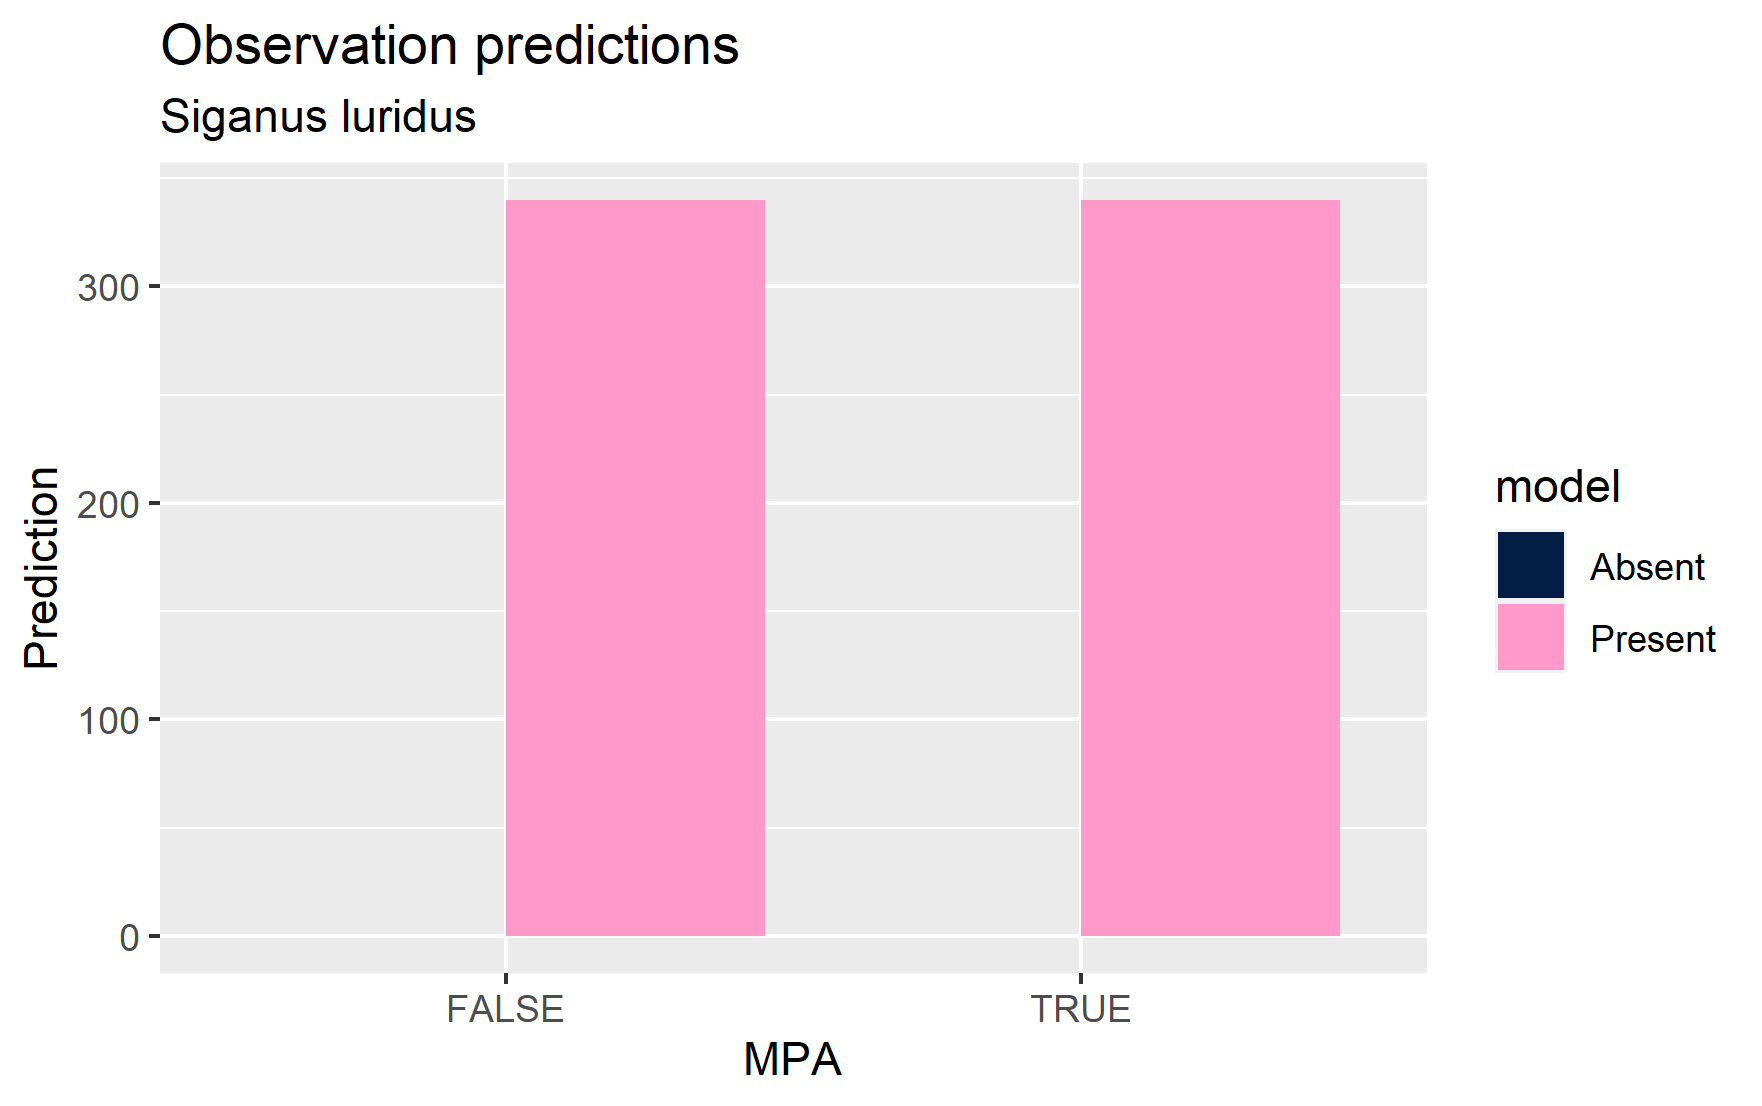 Observation predictions
Siganus luridus
Prediction
300
200
100
0
FALSE
TRUE
MPA
model
Absent
Present